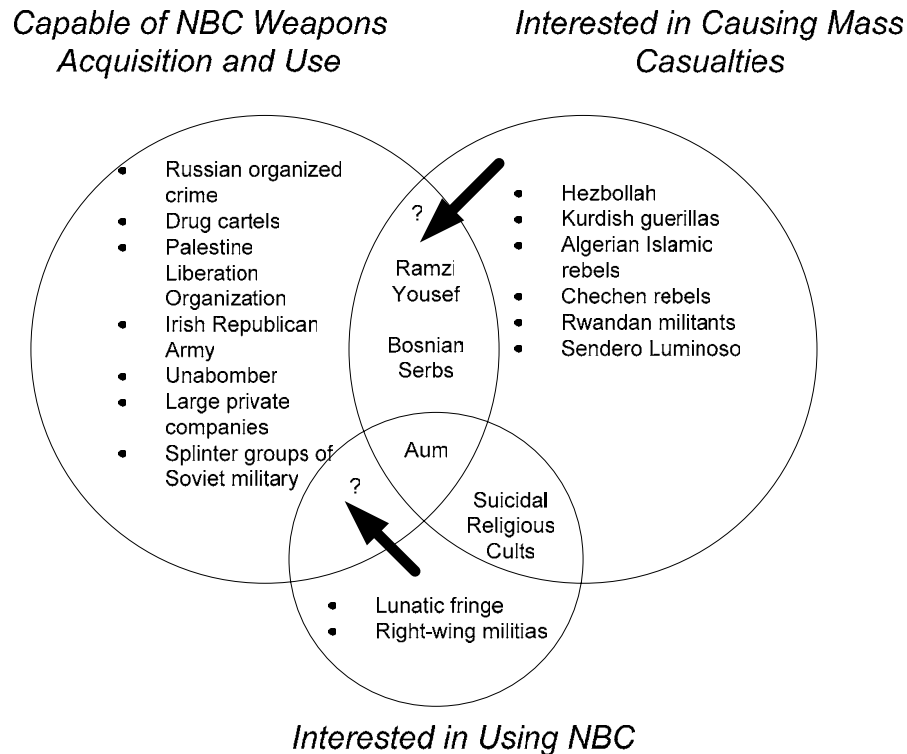 Capable of NBC Weapons
Acquisition and Use
Interested in Causing Mass
Casualties
• Russian organized
crime
• Drug cartels
• Palestine
Liberation
Organization
• Irish Republican
Army
• Unabomber
• Large private
companies
• Splinter groups of
Soviet military
?
Ramzi
Yousef
Bosnian
Serbs
• Hezbollah
• Kurdish guerillas
• Algerian Islamic
rebels
• Chechen rebels
• Rwandan militants
• Sendero Luminoso
Aum
?
Suicidal
Religious
Cults
• Lunatic fringe
• Right-wing militias
Interested in Using NBC